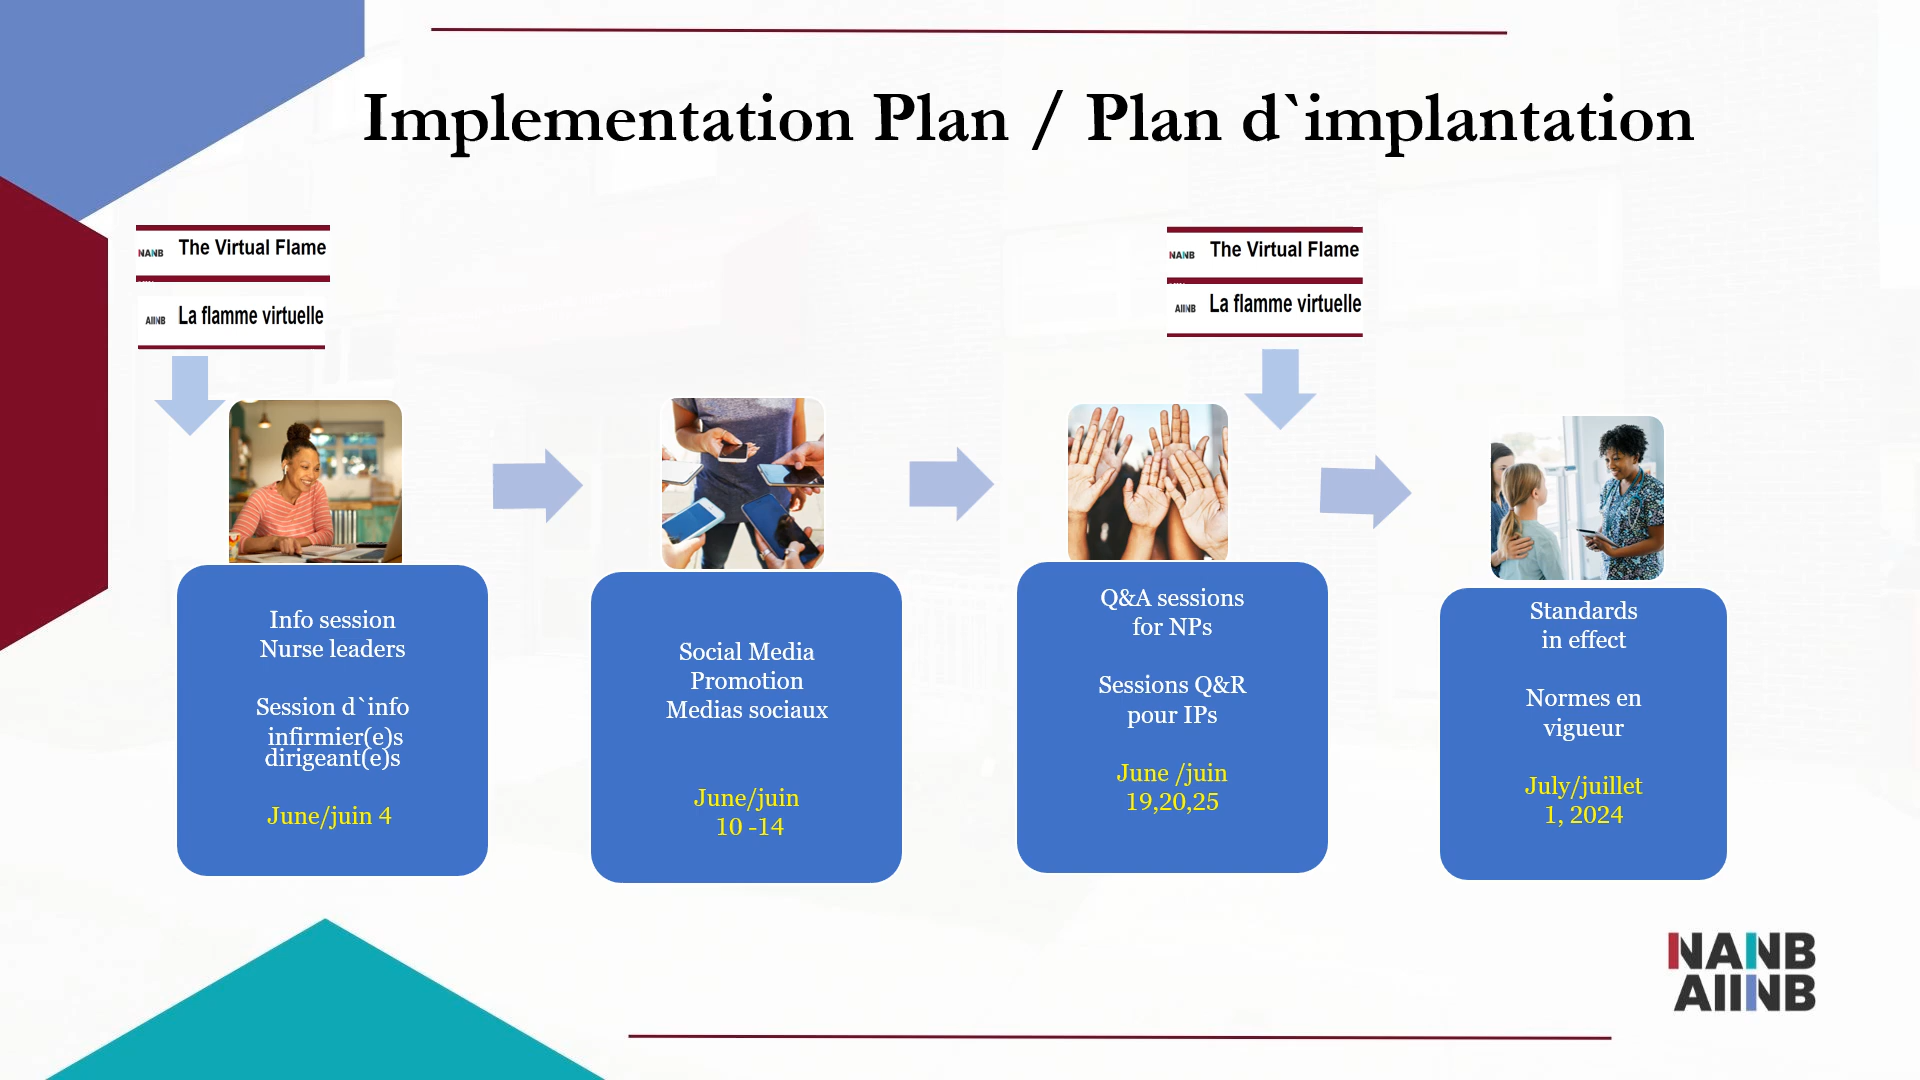 Implementation Plan / Plan d`implantation
NANB The Virtual Flame
AIINB La flamme virtuelle
NANB The Virtual Flame
AIINB La flamme virtuelle
Info session
Nurse leaders
Session d`info
infirmier(e)s
dirigeant(e)s
June/juin 4
Social Media
Promotion
Medias sociaux
June/juin
10 -14
Q&A sessions
for NPs
Sessions Q&R
pour IPs
June /juin
19,20,25
Standards
in effect
Normes en
vigueur
July/juillet
1, 2024
NANB
AIINB